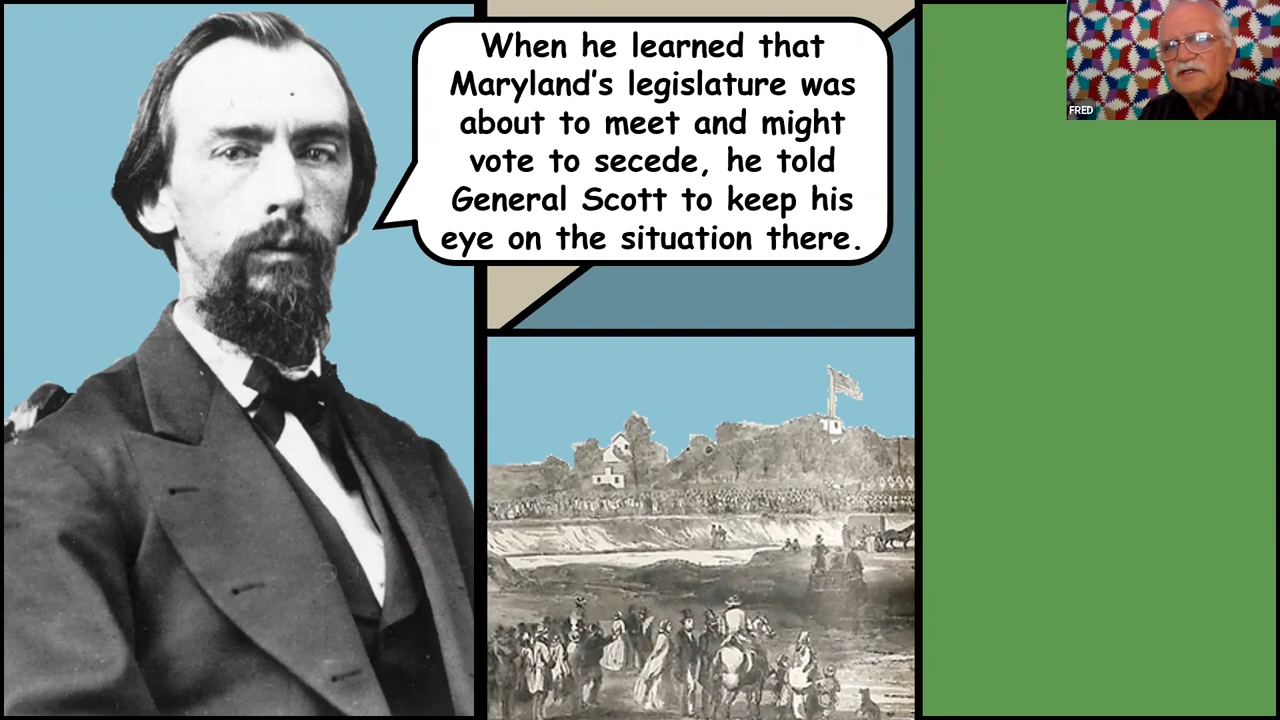 When he learned that
Maryland's legislature was
about to meet and might
vote to secede, he told
General Scott to keep his
eye on the situation there.
FRED